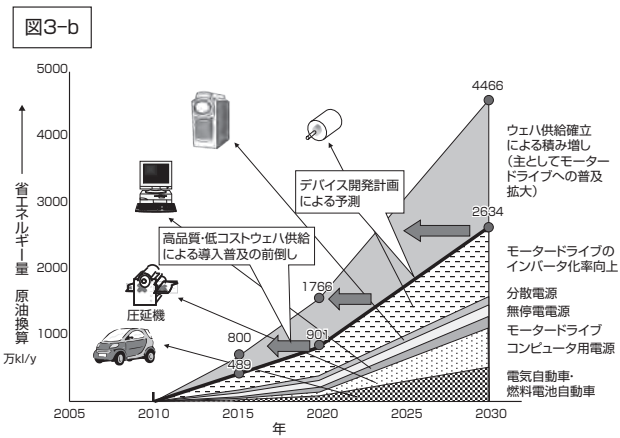 図3-b
5000
4000
3000
2000
1000
万kl/y
省エネルギー量 原油換算
4466
2634
1766
901
800
489
デバイス開発計画
による予測
高品質・低コストウェハ供給
による導入普及の前倒し
圧延機
ウェハ供給確立
による積み増し
(主としてモーター
ドライブへの普及
拡大)
モータードライブの
インバータ化率向上
分散電源
無停電電源
モータードライブ
コンピュータ用電源
電気自動車・
燃料電池自動車
2005
2010
2015
2020
2025
2030
年